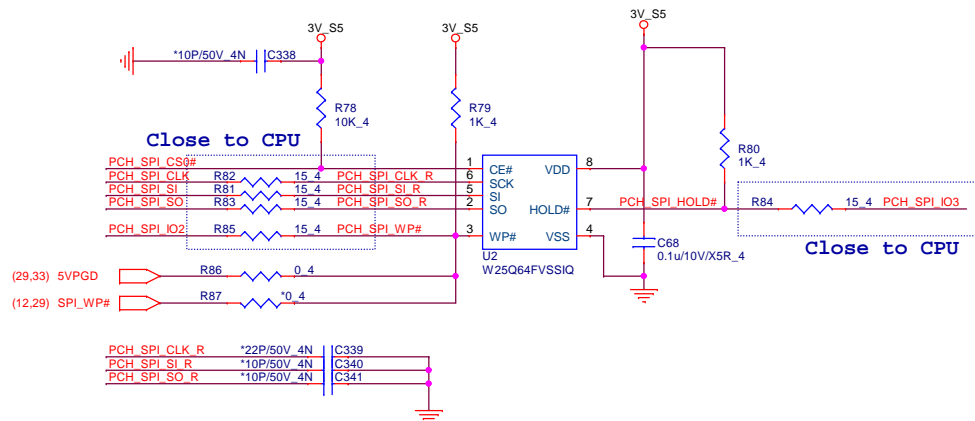 3V_S5 3V_S5 3V_S5
*10P/50V_4N C338
R78
10K_4
R79
1K_4
Close to CPU
R80
1K_4
PCH_SPI_CS0# 1 CE# VDD 8
PCH_SPI_CLK R82 15_4 PCH_SPI_CLK_R 6 SCK
PCH_SPI_SI R81 15_4 PCH_SPI_SI_R 5 SI
PCH_SPI_SO R83 15_4 PCH_SPI_SO_R 2 SO HOLD# 7 PCH_SPI_HOLD# R84 15_4 PCH_SPI_IO3
PCH_SPI_IO2 R85 15_4 PCH_SPI_WP# 3 WP# VSS 4
Close to CPU
U2
W25Q64FVSSIQ
C68
0.1u/10V/X5R_4
(29,33) 5VPGD R86 0_4
(12,29) SPI_WP# R87 *0_4
PCH_SPI_CLK_R *22P/50V_4N C339
PCH_SPI_SI_R *10P/50V_4N C340
PCH_SPI_SO_R *10P/50V_4N C341